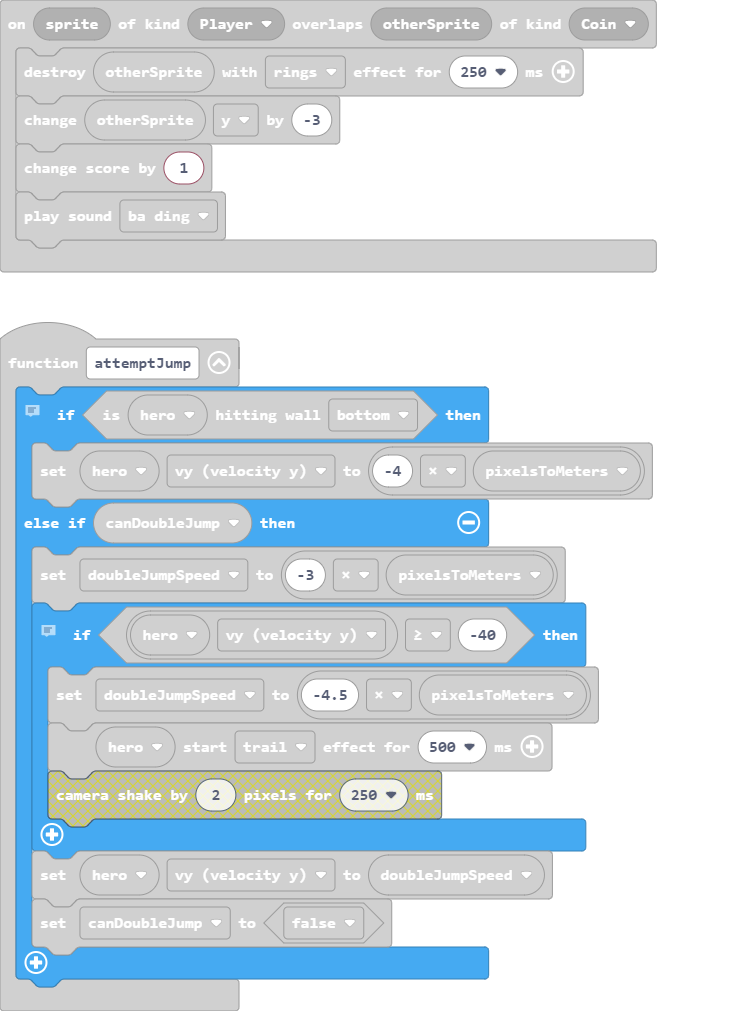 on sprite of kind Player overlaps otherSprite of kind Coin
destroy otherSprite with rings effect for 250 ms
change otherSprite y by -3
change score by 1
play sound ba ding
function attemptJump
if is hero hitting wall bottom then
set hero vy (velocity y) to -4 × pixelsToMeters
else if canDoubleJump then
set doubleJumpSpeed to -3 × pixelsToMeters
if hero vy (velocity y) ≥ -40 then
set doubleJumpSpeed to -4.5 × pixelsToMeters
hero start trail effect for 500 ms
camera shake by 2 pixels for 250 ms
set hero vy (velocity y) to doubleJumpSpeed
set canDoubleJump to false